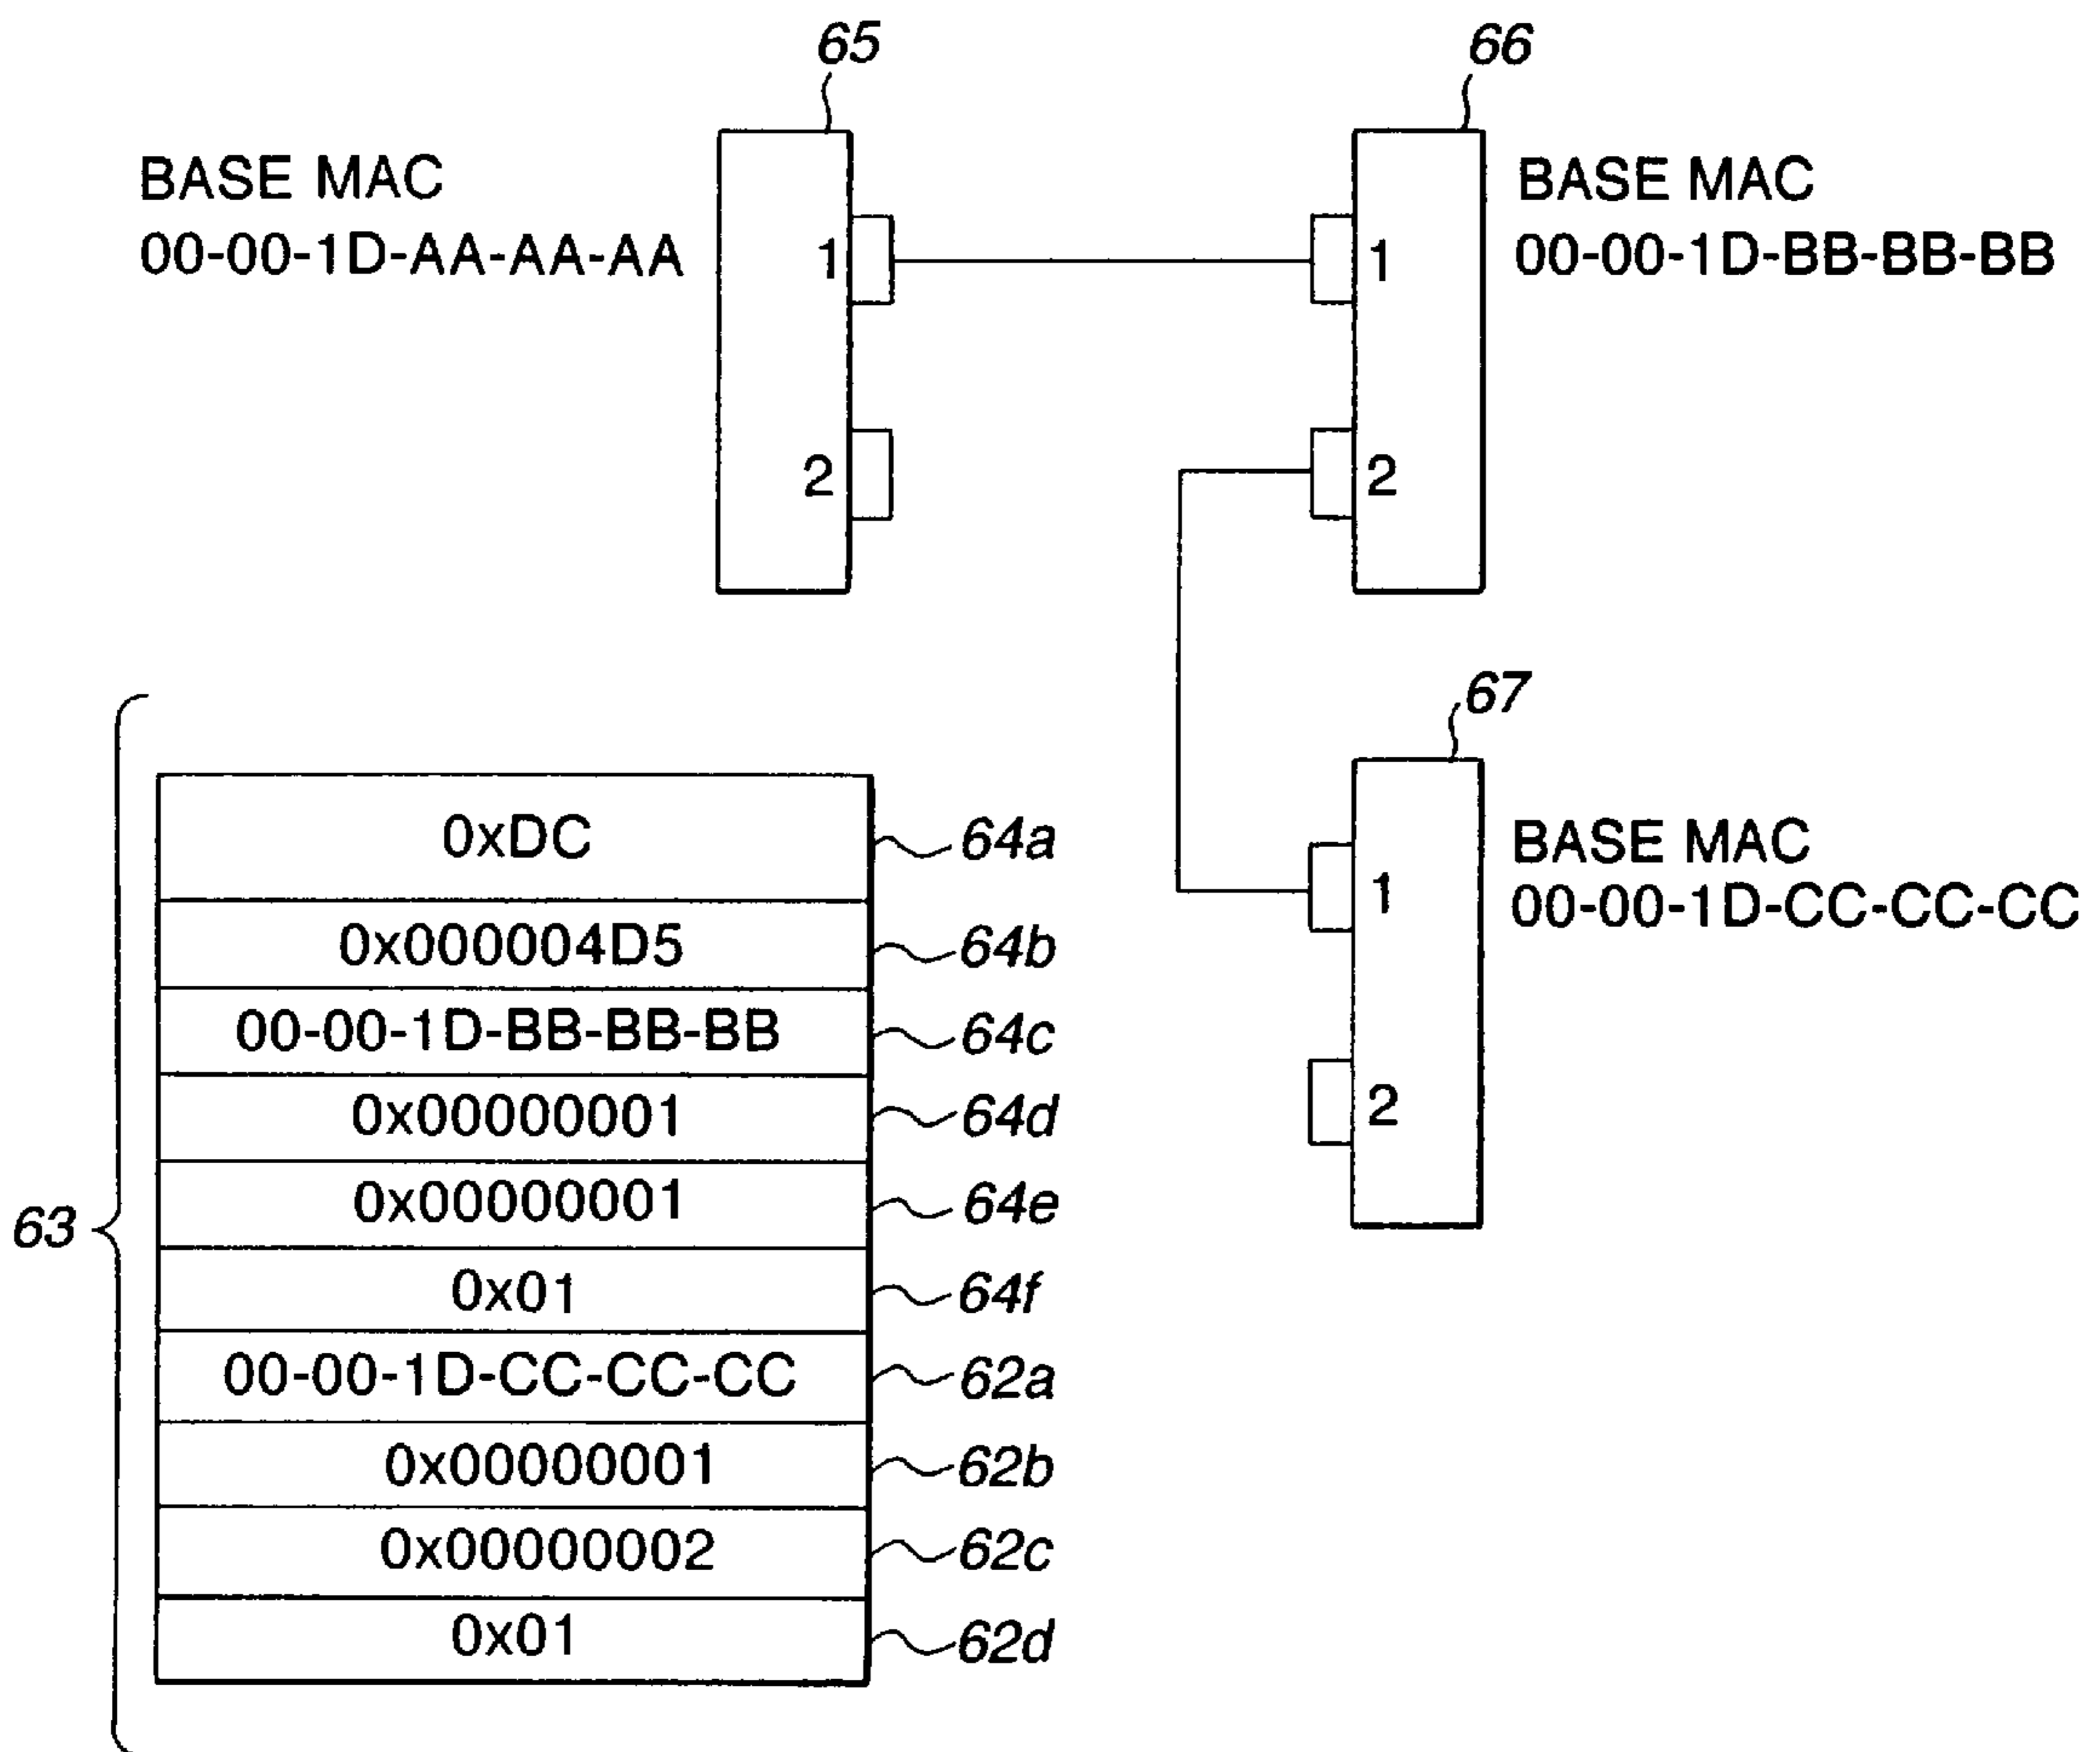 65
66
BASE MAC
00-00-1D-AA-AA-AA
1
2
1
2
BASE MAC
00-00-1D-BB-BB-BB
67
1
2
BASE MAC
00-00-1D-CC-CC-CC
63
0xDC 64a
0x000004D5 64b
00-00-1D-BB-BB-BB 64c
0x00000001 64d
0x00000001 64e
0x01 64f
00-00-1D-CC-CC-CC 62a
0x00000001 62b
0x00000002 62c
0x01 62d